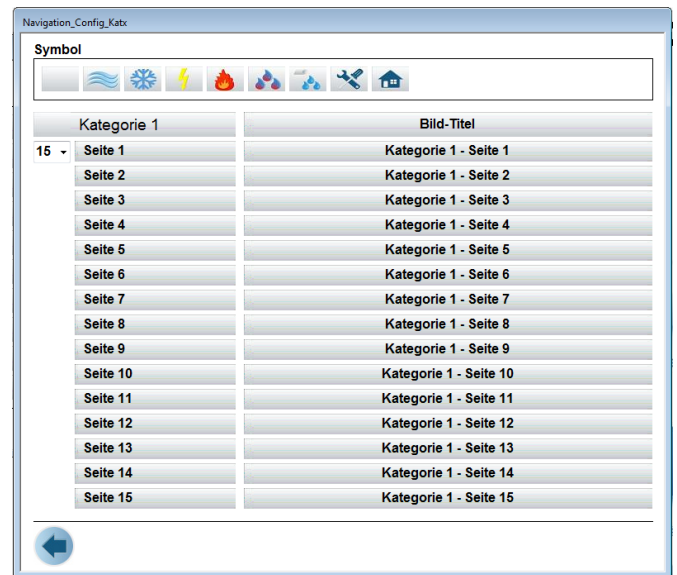 Navigation_Config_Katx
Symbol
Kategorie 1 Bild-Titel
15 Seite 1 Kategorie 1 - Seite 1
Seite 2 Kategorie 1 - Seite 2
Seite 3 Kategorie 1 - Seite 3
Seite 4 Kategorie 1 - Seite 4
Seite 5 Kategorie 1 - Seite 5
Seite 6 Kategorie 1 - Seite 6
Seite 7 Kategorie 1 - Seite 7
Seite 8 Kategorie 1 - Seite 8
Seite 9 Kategorie 1 - Seite 9
Seite 10 Kategorie 1 - Seite 10
Seite 11 Kategorie 1 - Seite 11
Seite 12 Kategorie 1 - Seite 12
Seite 13 Kategorie 1 - Seite 13
Seite 14 Kategorie 1 - Seite 14
Seite 15 Kategorie 1 - Seite 15